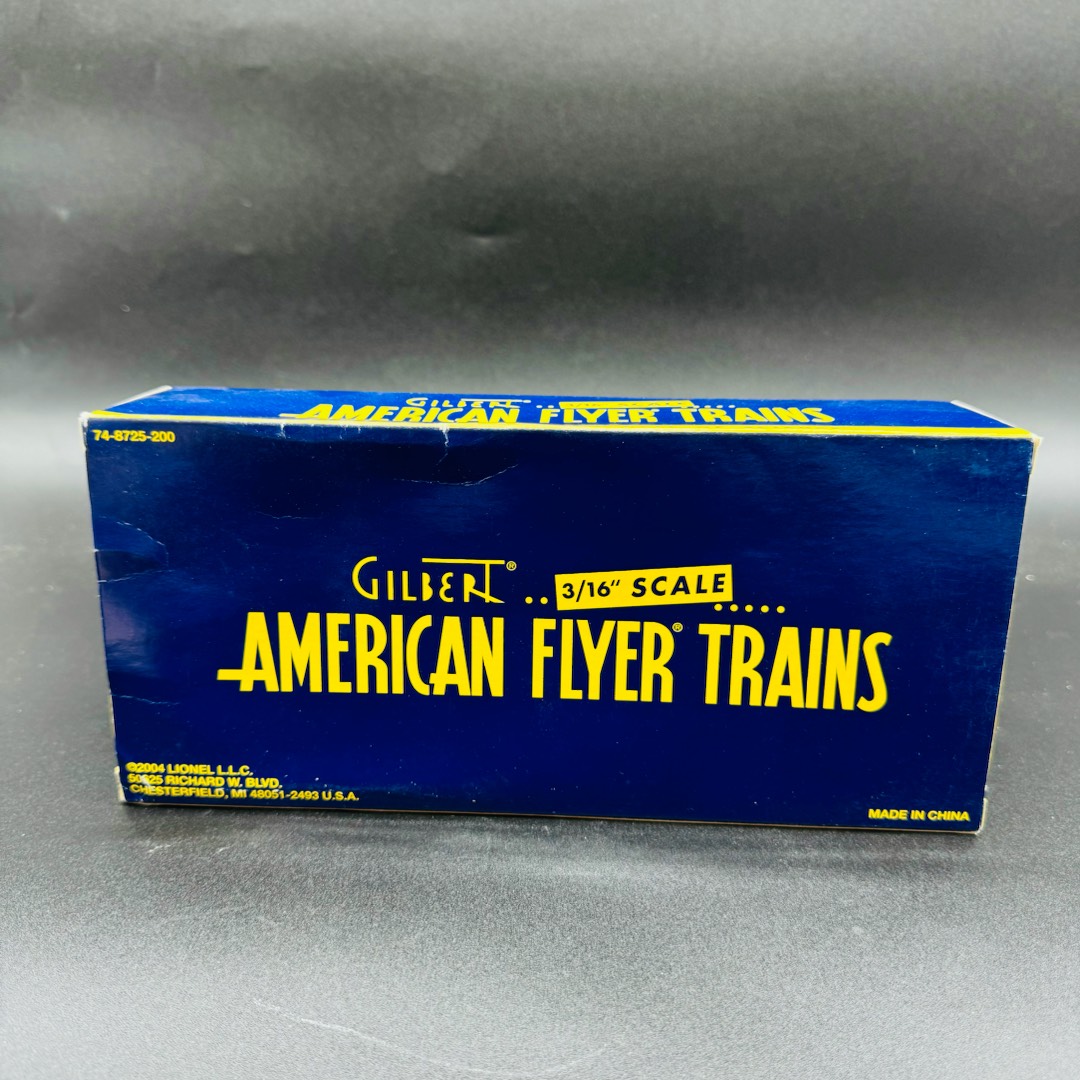 GILBERT® ..
AMERICAN FLYER TRAINS
74-8725-200
GILBERT® .. 3/16" SCALE .....
AMERICAN FLYER® TRAINS
©2004 LIONEL L.L.C.
50625 RICHARD W. BLVD.
CHESTERFIELD, MI 48051-2493 U.S.A.
MADE IN CHINA